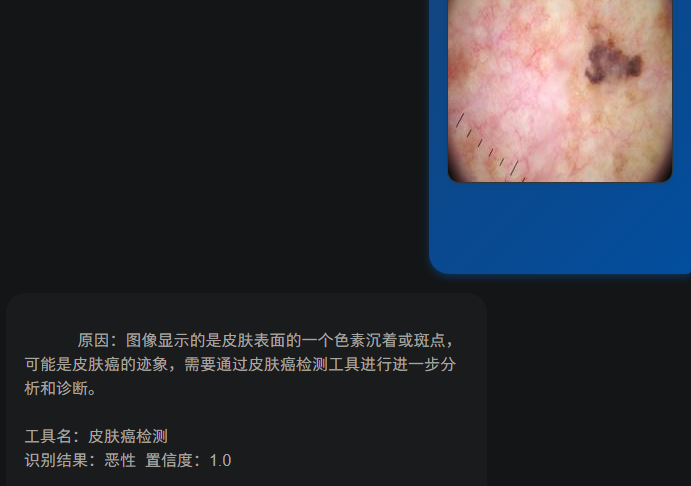 原因：图像显示的是皮肤表面的一个色素沉着或斑点，
可能是皮肤癌的迹象，需要通过皮肤癌检测工具进行进一步分
析和诊断。
工具名：皮肤癌检测
识别结果：恶性 置信度：1.0